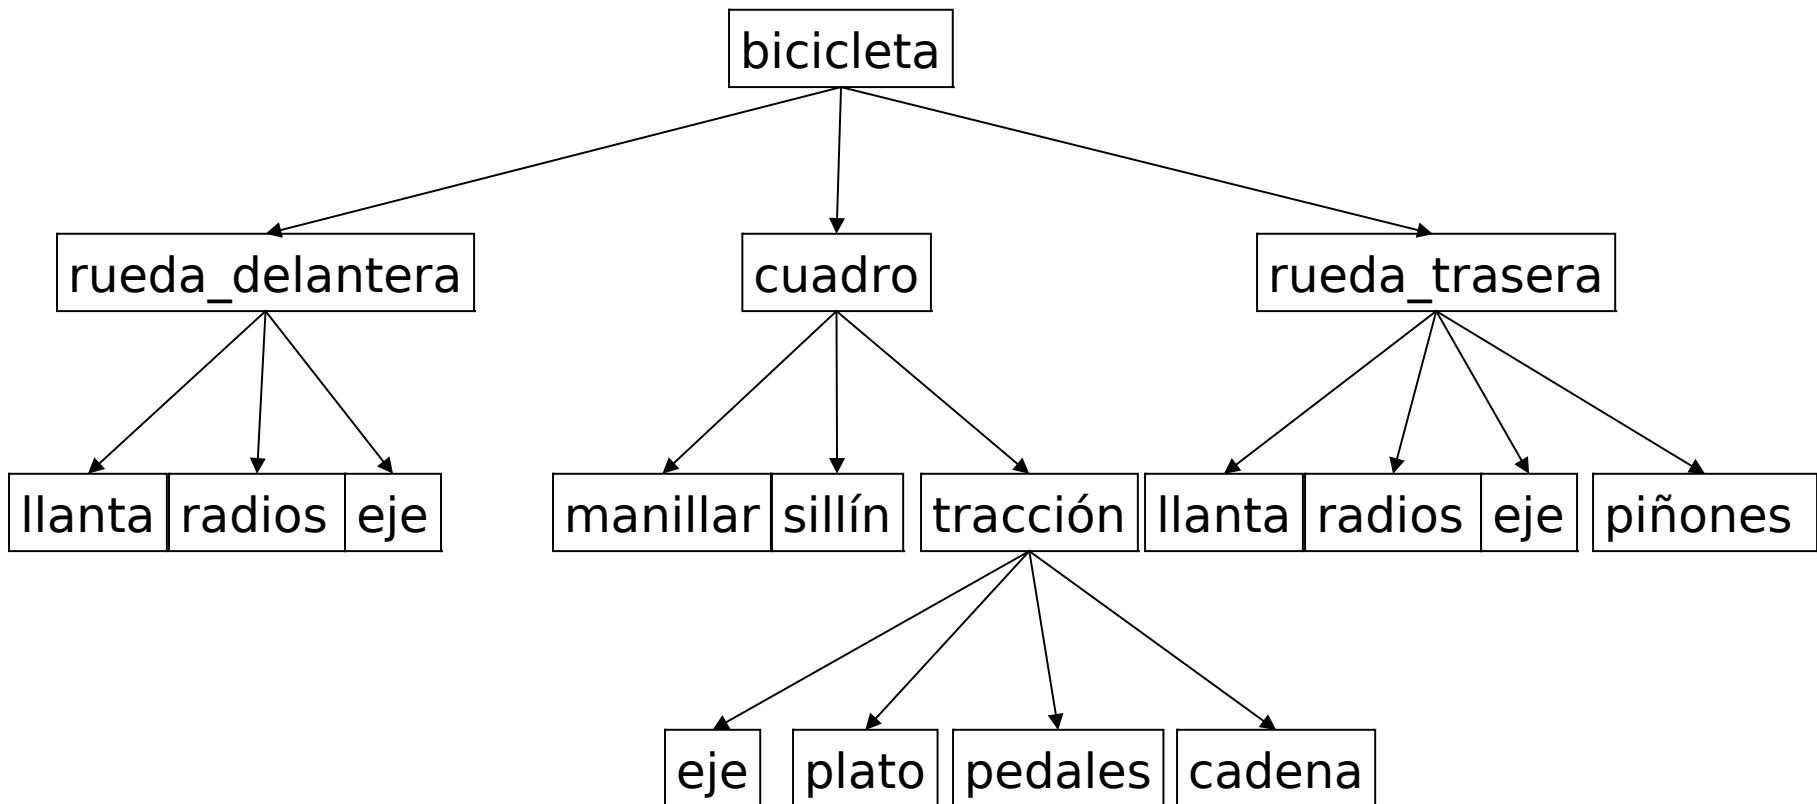 bicicleta
rueda_delantera cuadro rueda_trasera
llanta radios eje manillar sillín tracción llanta radios eje piñones
eje plato pedales cadena